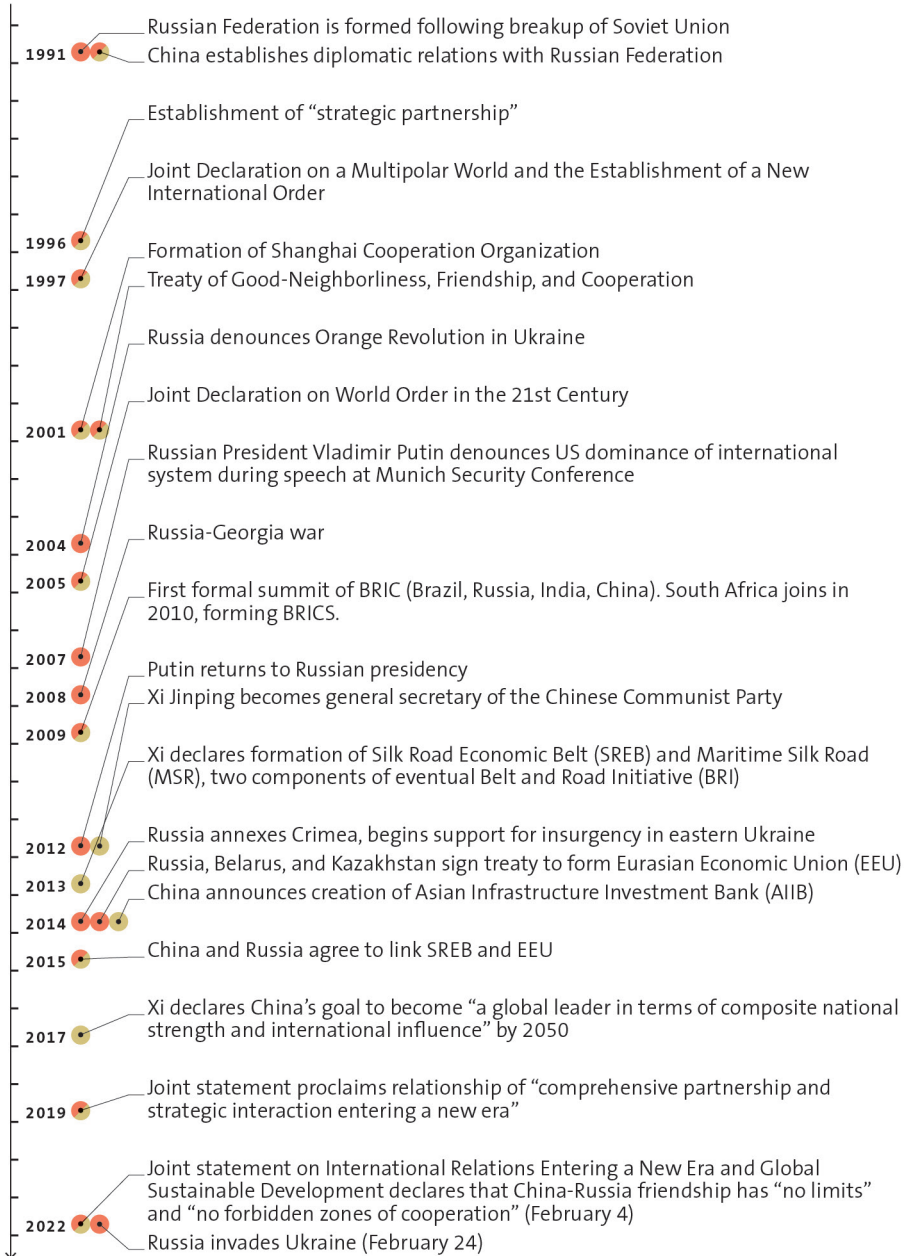 Russian Federation is formed following breakup of Soviet Union
1991
China establishes diplomatic relations with Russian Federation
Establishment of “strategic partnership”
Joint Declaration on a Multipolar World and the Establishment of a New
International Order
1996
Formation of Shanghai Cooperation Organization
1997
Treaty of Good-Neighborliness, Friendship, and Cooperation
Russia denounces Orange Revolution in Ukraine
Joint Declaration on World Order in the 21st Century
2001
Russian President Vladimir Putin denounces US dominance of international
system during speech at Munich Security Conference
Russia-Georgia war
2004
2005
First formal summit of BRIC (Brazil, Russia, India, China). South Africa joins in
2010, forming BRICS.
2007
Putin returns to Russian presidency
2008
Xi Jinping becomes general secretary of the Chinese Communist Party
2009
Xi declares formation of Silk Road Economic Belt (SREB) and Maritime Silk Road
(MSR), two components of eventual Belt and Road Initiative (BRI)
Russia annexes Crimea, begins support for insurgency in eastern Ukraine
2012
Russia, Belarus, and Kazakhstan sign treaty to form Eurasian Economic Union (EEU)
2013
China announces creation of Asian Infrastructure Investment Bank (AIIB)
2014
China and Russia agree to link SREB and EEU
2015
Xi declares China’s goal to become “a global leader in terms of composite national
strength and international influence” by 2050
2017
Joint statement proclaims relationship of “comprehensive partnership and
strategic interaction entering a new era”
2019
Joint statement on International Relations Entering a New Era and Global
Sustainable Development declares that China-Russia friendship has “no limits”
and “no forbidden zones of cooperation” (February 4)
2022
Russia invades Ukraine (February 24)